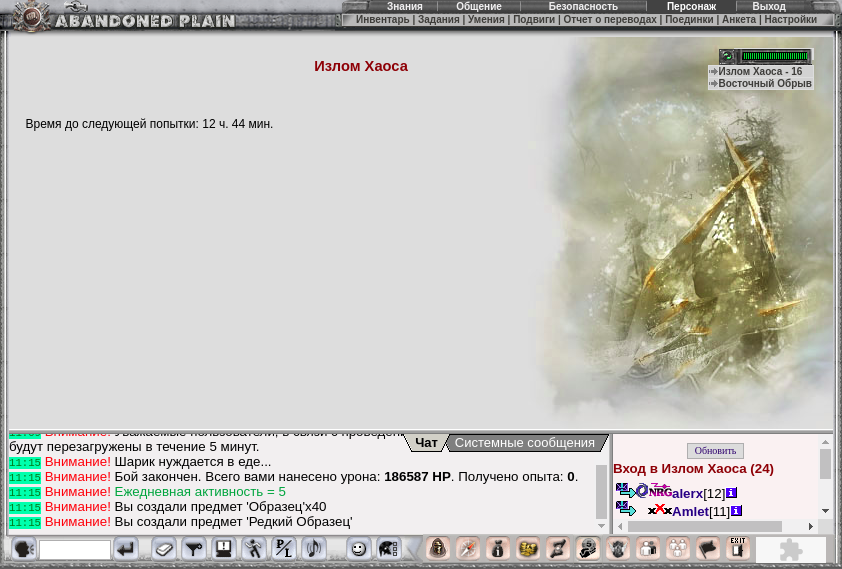 ABANDONED PLAIN
Знания Общение Безопасность Персонаж Выход
Инвентарь | Задания | Умения | Подвиги | Отчет о переводах | Поединки | Анкета | Настройки
Излом Хаоса
Излом Хаоса - 16
Восточный Обрыв
Время до следующей попытки: 12 ч. 44 мин.
Чат Системные сообщения
Внимание! Уважаемые пользователи, в связи с
будут перезагружены в течение 5 минут.
11:15 Внимание! Шарик нуждается в еде...
11:15 Внимание! Бой закончен. Всего вами нанесено урона: 186587 HP. Получено опыта: 0.
11:15 Внимание! Ежедневная активность = 5
11:15 Внимание! Вы создали предмет 'Образец'x40
11:15 Внимание! Вы создали предмет 'Редкий Образец'
Обновить
Вход в Излом Хаоса (24)
NRG alerx[12]
Amlet[11]
P/L
EXIT